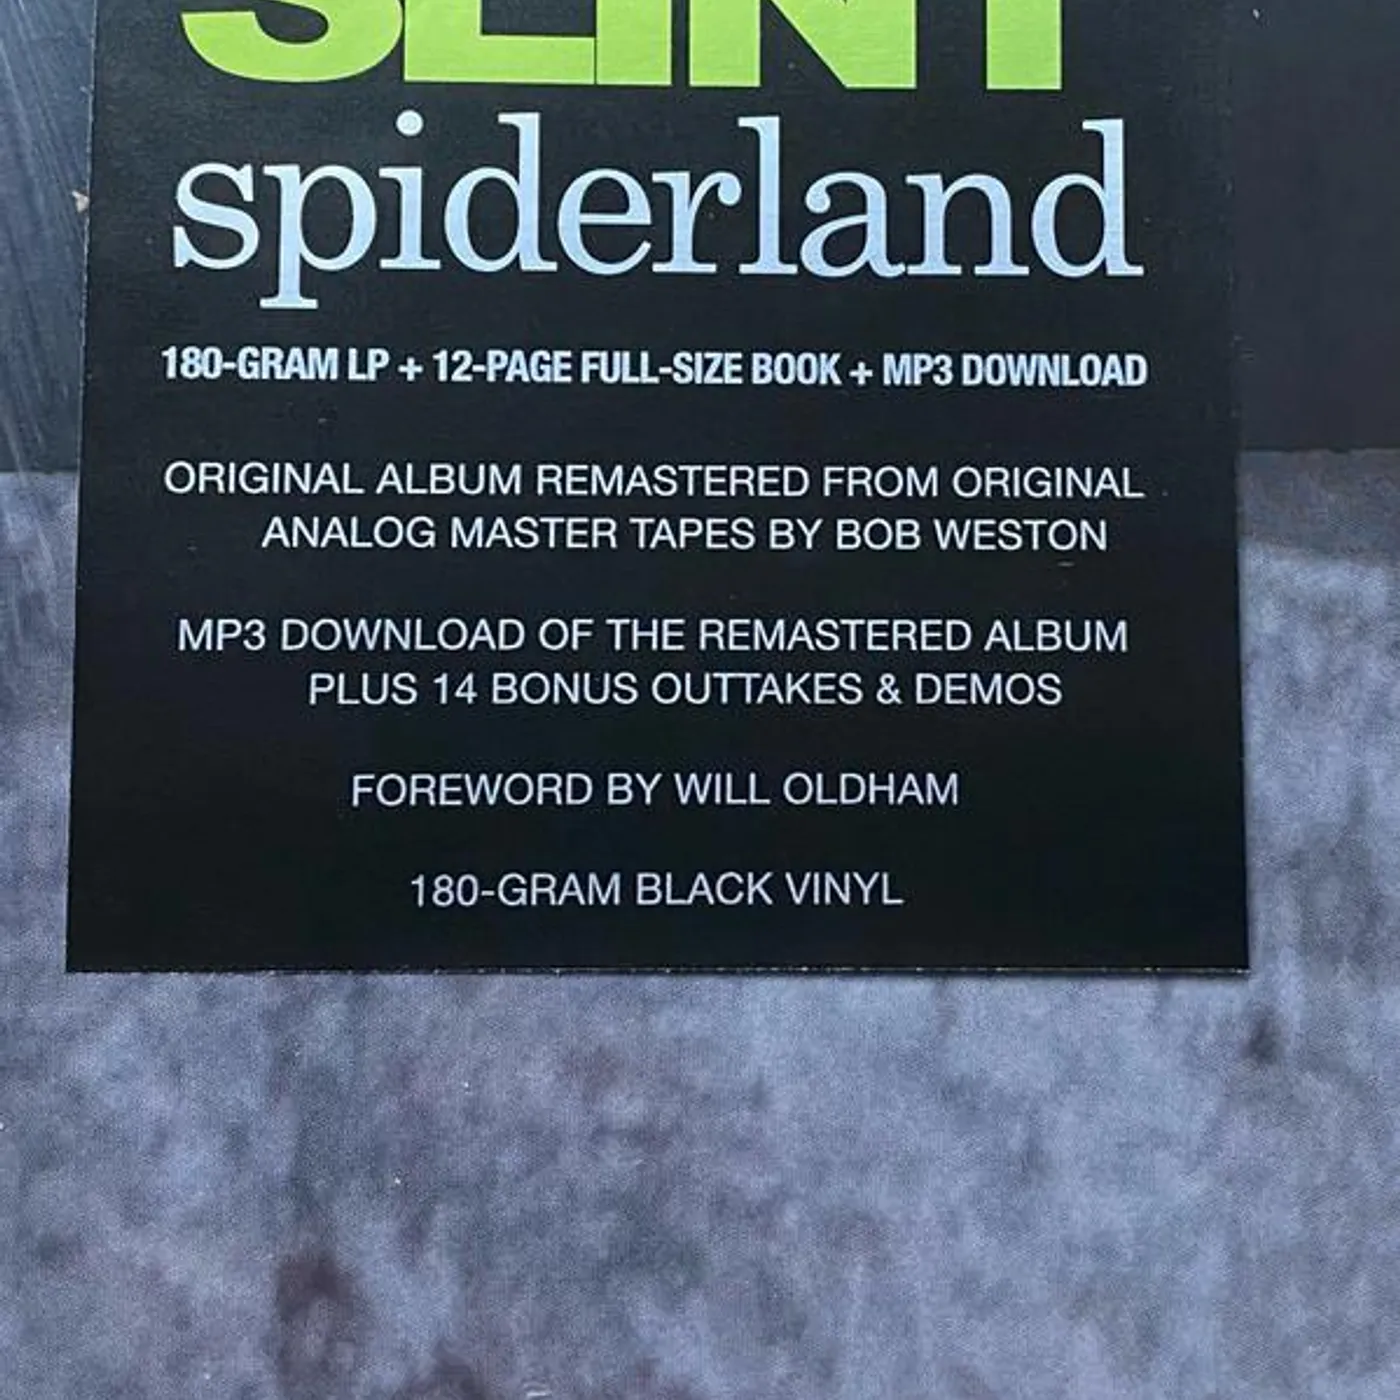 SLINT
spiderland
180-GRAM LP + 12-PAGE FULL-SIZE BOOK + MP3 DOWNLOAD
ORIGINAL ALBUM REMASTERED FROM ORIGINAL
ANALOG MASTER TAPES BY BOB WESTON
MP3 DOWNLOAD OF THE REMASTERED ALBUM
PLUS 14 BONUS OUTTAKES & DEMOS
FOREWORD BY WILL OLDHAM
180-GRAM BLACK VINYL